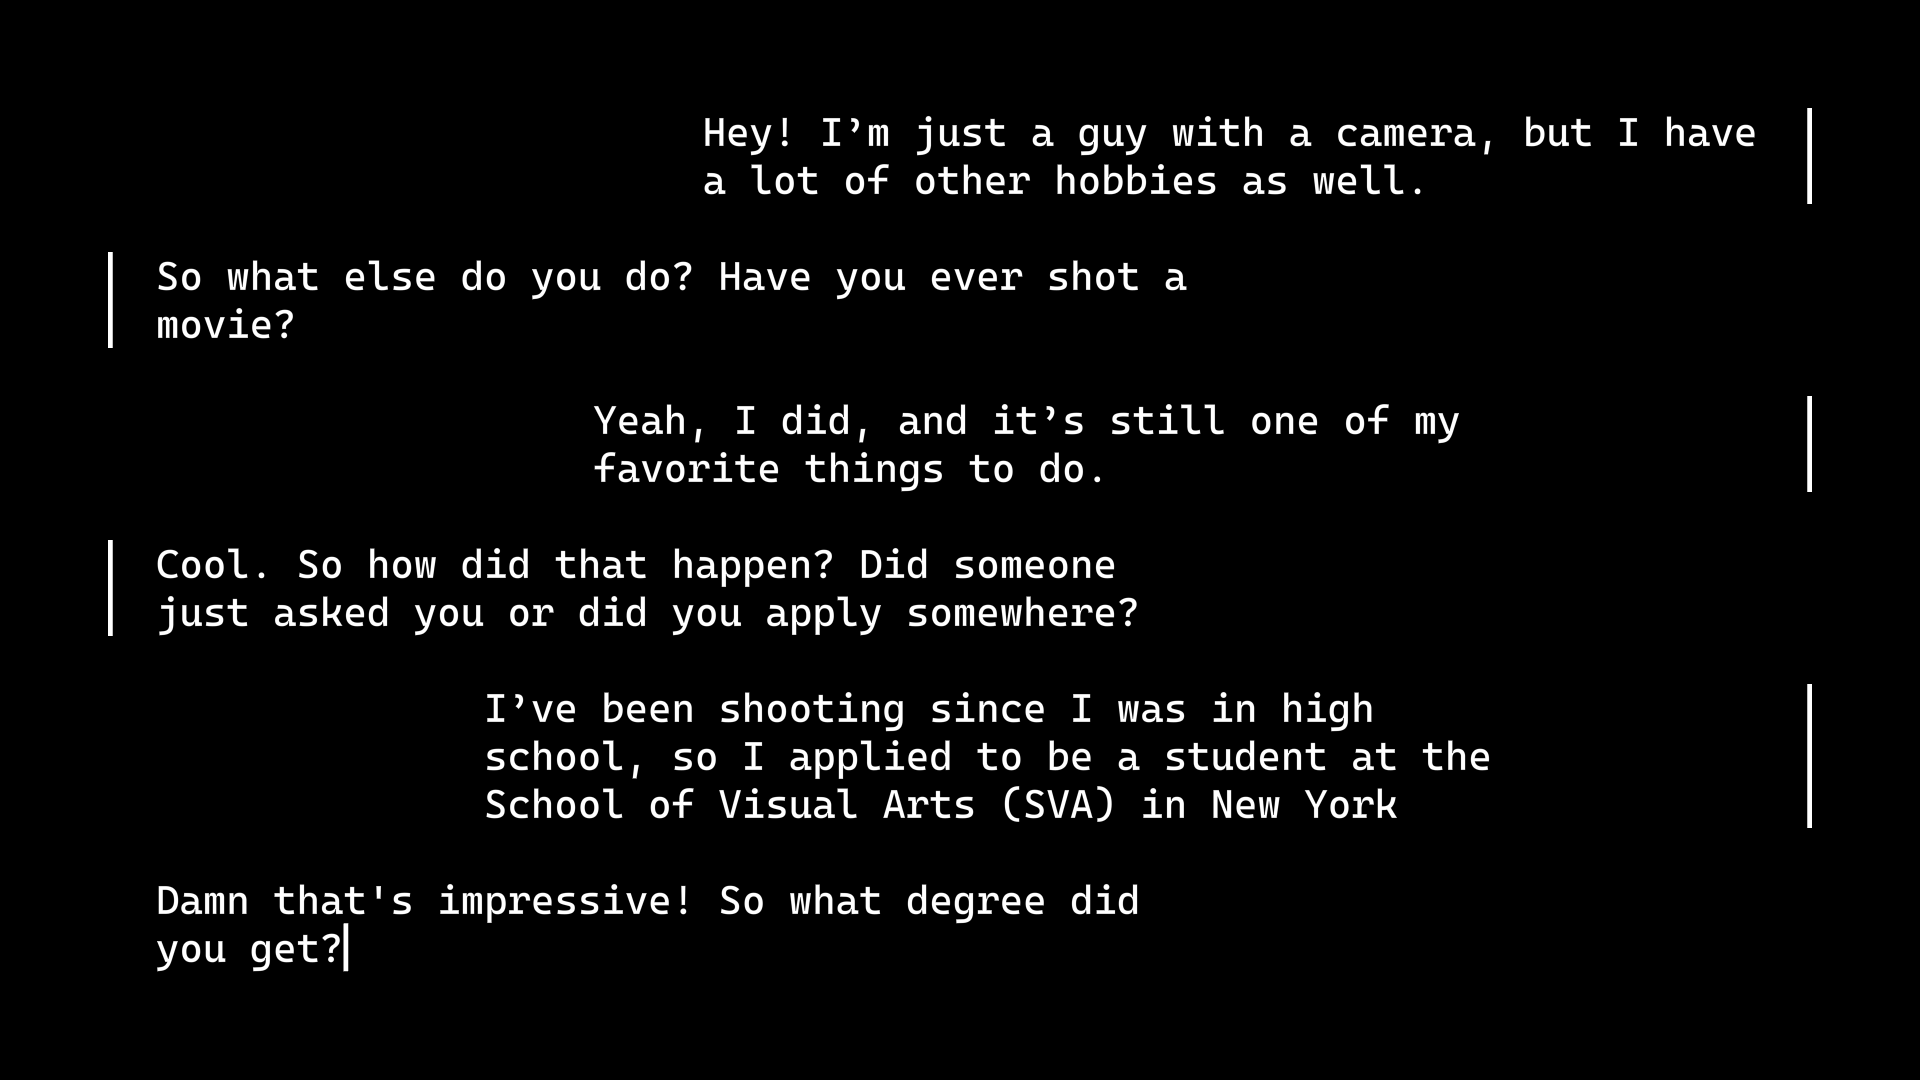 Hey! I’m just a guy with a camera, but I have
a lot of other hobbies as well.
So what else do you do? Have you ever shot a
movie?
Yeah, I did, and it’s still one of my
favorite things to do.
Cool. So how did that happen? Did someone
just asked you or did you apply somewhere?
I’ve been shooting since I was in high
school, so I applied to be a student at the
School of Visual Arts (SVA) in New York
Damn that's impressive! So what degree did
you get?